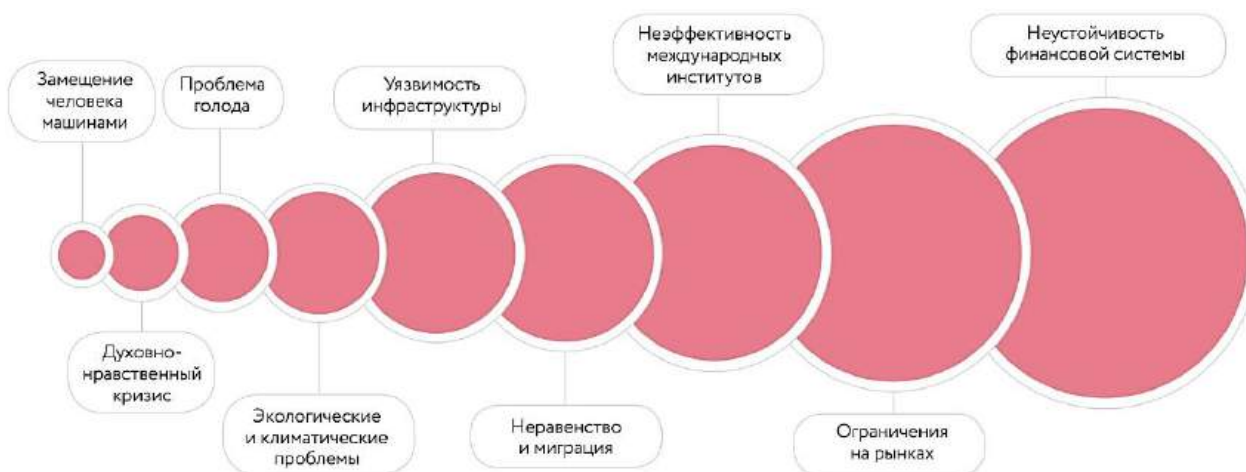 Замещение
человека
машинами
Духовно-
нравственный
кризис
Проблема
голода
Экологические
и климатические
проблемы
Уязвимость
инфраструктуры
Неравенство
и миграция
Неэффективность
международных
институтов
Ограничения
на рынках
Неустойчивость
финансовой системы